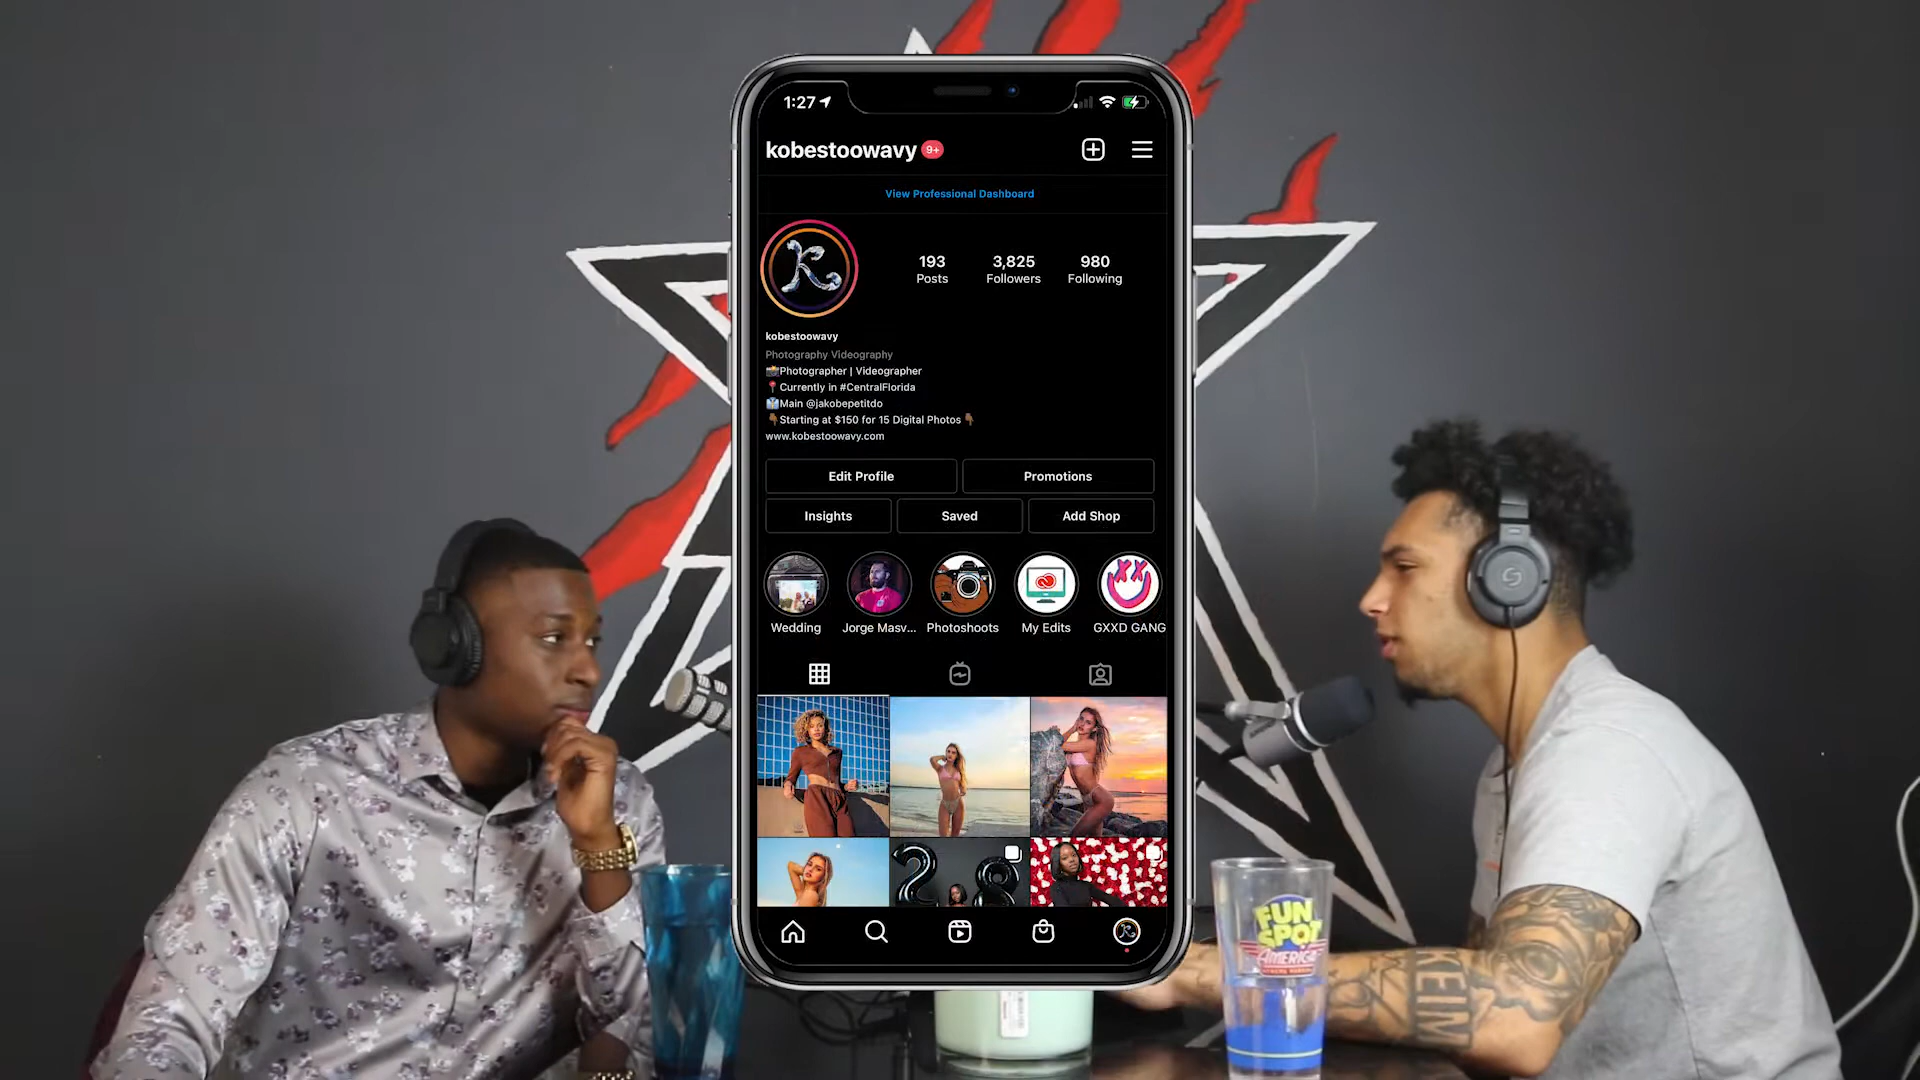 1:27
kobestoowavy 9+
View Professional Dashboard
193 3,825 980
Posts Followers Following
kobestoowavy
Photography Videography
📸Photographer | Videographer
📍Currently in #CentralFlorida
Main @jakobepetitdo
👇🏾Starting at $150 for 15 Digital Photos 👇🏾
www.kobestoowavy.com
Edit Profile Promotions
Insights Saved Add Shop
Wedding Jorge Masv... Photoshoots My Edits GXXD GANG
28
FUN
SPOT
AMERICA
KEIM